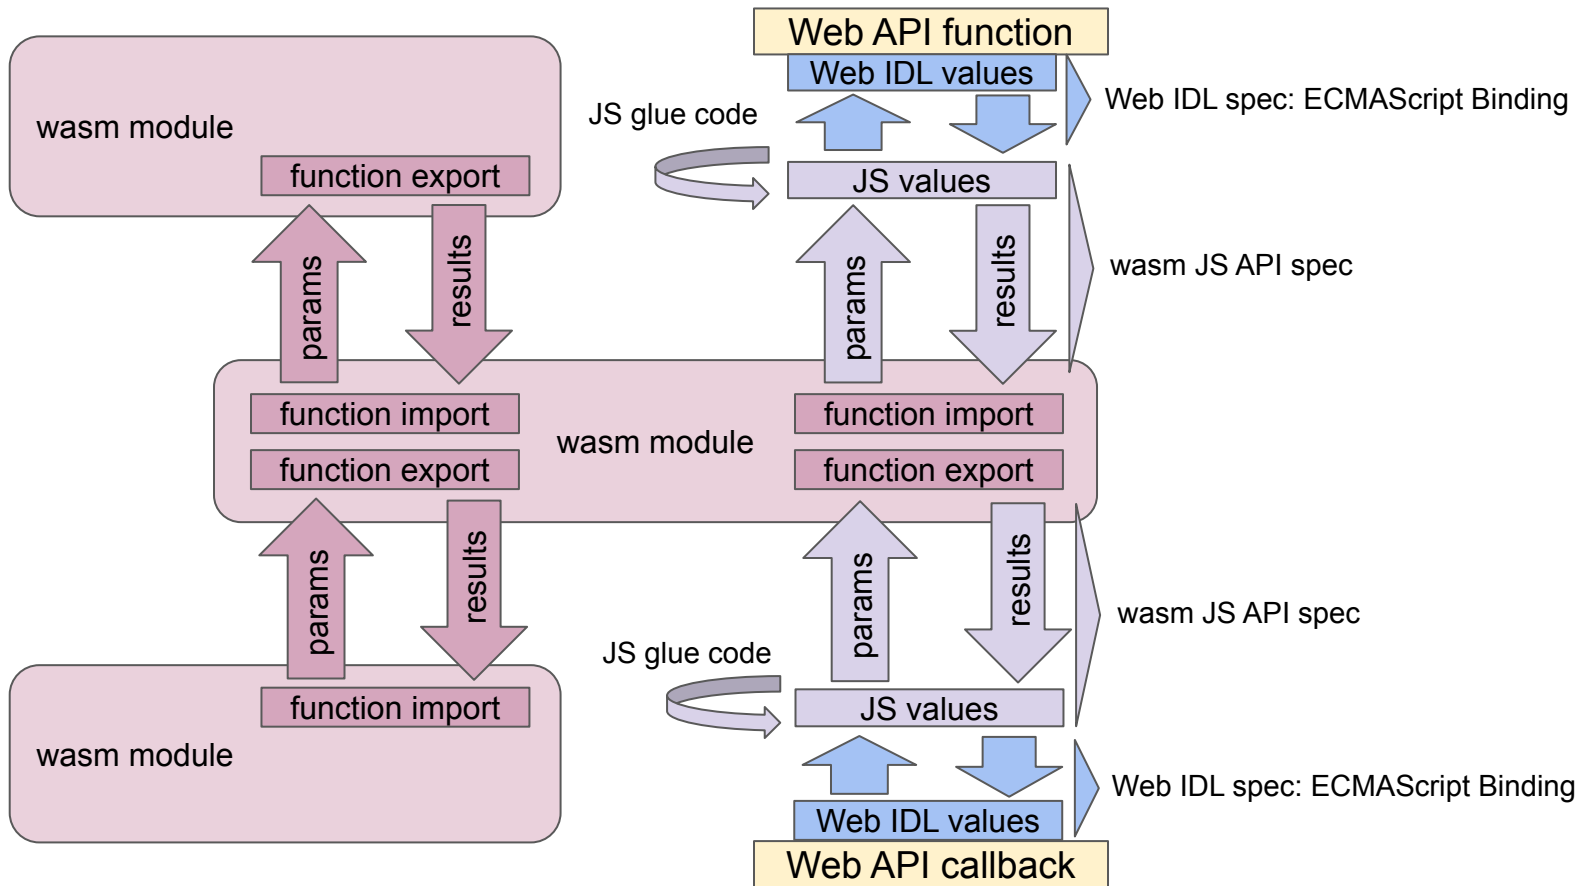 Web API function
Web IDL values
Web IDL spec: ECMAScript Binding
JS glue code
wasm module
function export
JS values
params
results
params
results
wasm JS API spec
function import
function import
wasm module
function export
function export
params
results
params
results
wasm JS API spec
JS glue code
function import
JS values
wasm module
Web IDL spec: ECMAScript Binding
Web IDL values
Web API callback